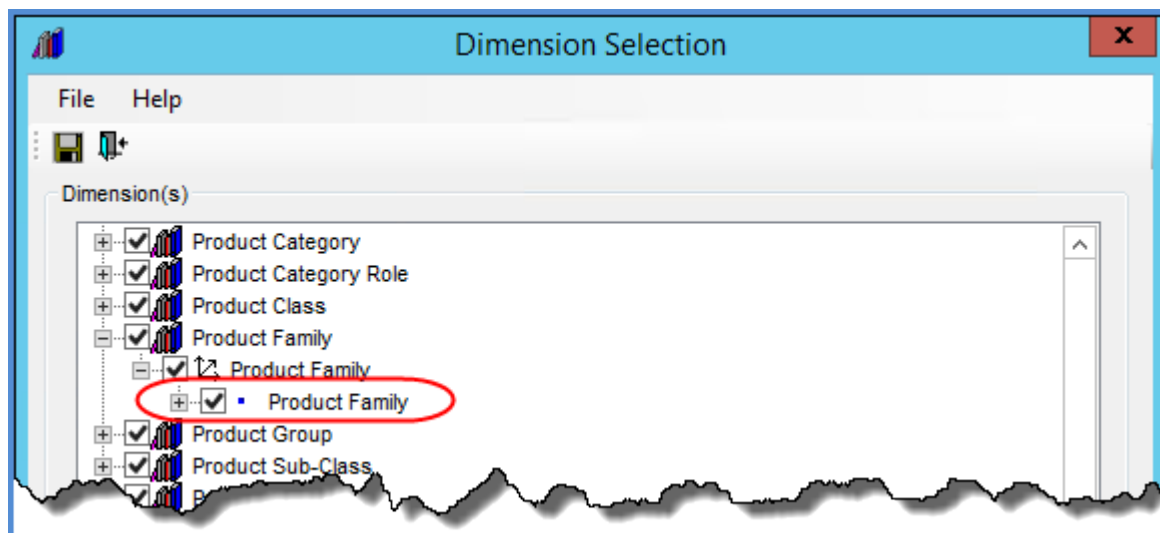 Dimension Selection
x
File Help
Dimension(s)
Product Category
Product Category Role
Product Class
Product Family
Product Family
Product Family
Product Group
Product Sub-Class